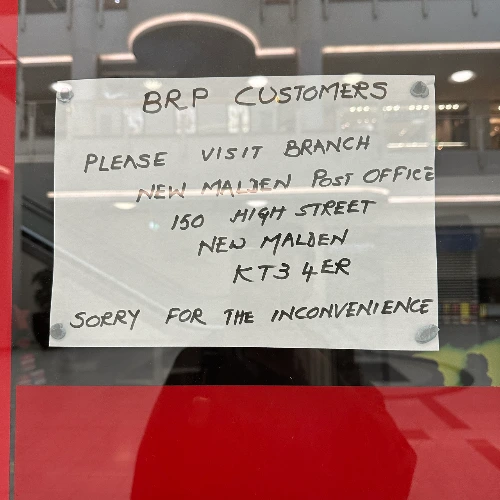 BRP CUSTOMERS
PLEASE VISIT BRANCH
NEW MALDEN POST OFFICE
150 HIGH STREET
NEW MALDEN
KT3 4ER
SORRY FOR THE INCONVENIENCE